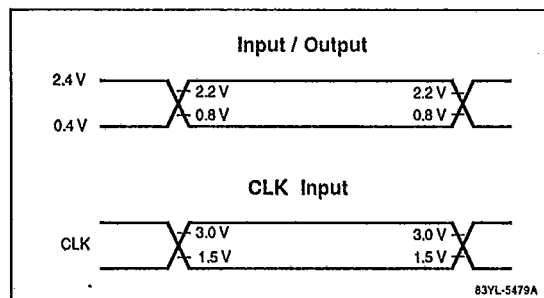 Input / Output
2.4 V
2.2 V 2.2 V
0.8 V 0.8 V
0.4 V
CLK Input
3.0 V 3.0 V
CLK
1.5 V 1.5 V
83YL-5479A